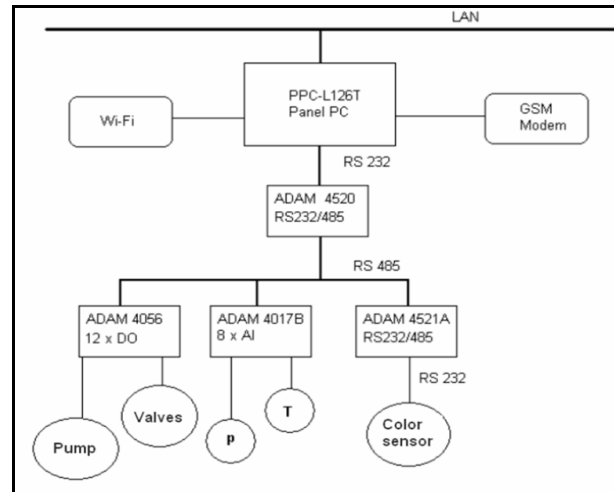 LAN
PPC-L126T
Panel PC
Wi-Fi
GSM
Modem
RS 232
ADAM 4520
RS232/485
RS 485
ADAM 4056
12 x DO
ADAM 4017B
8 x AI
ADAM 4521A
RS232/485
RS 232
Pump
Valves
p
T
Color
sensor